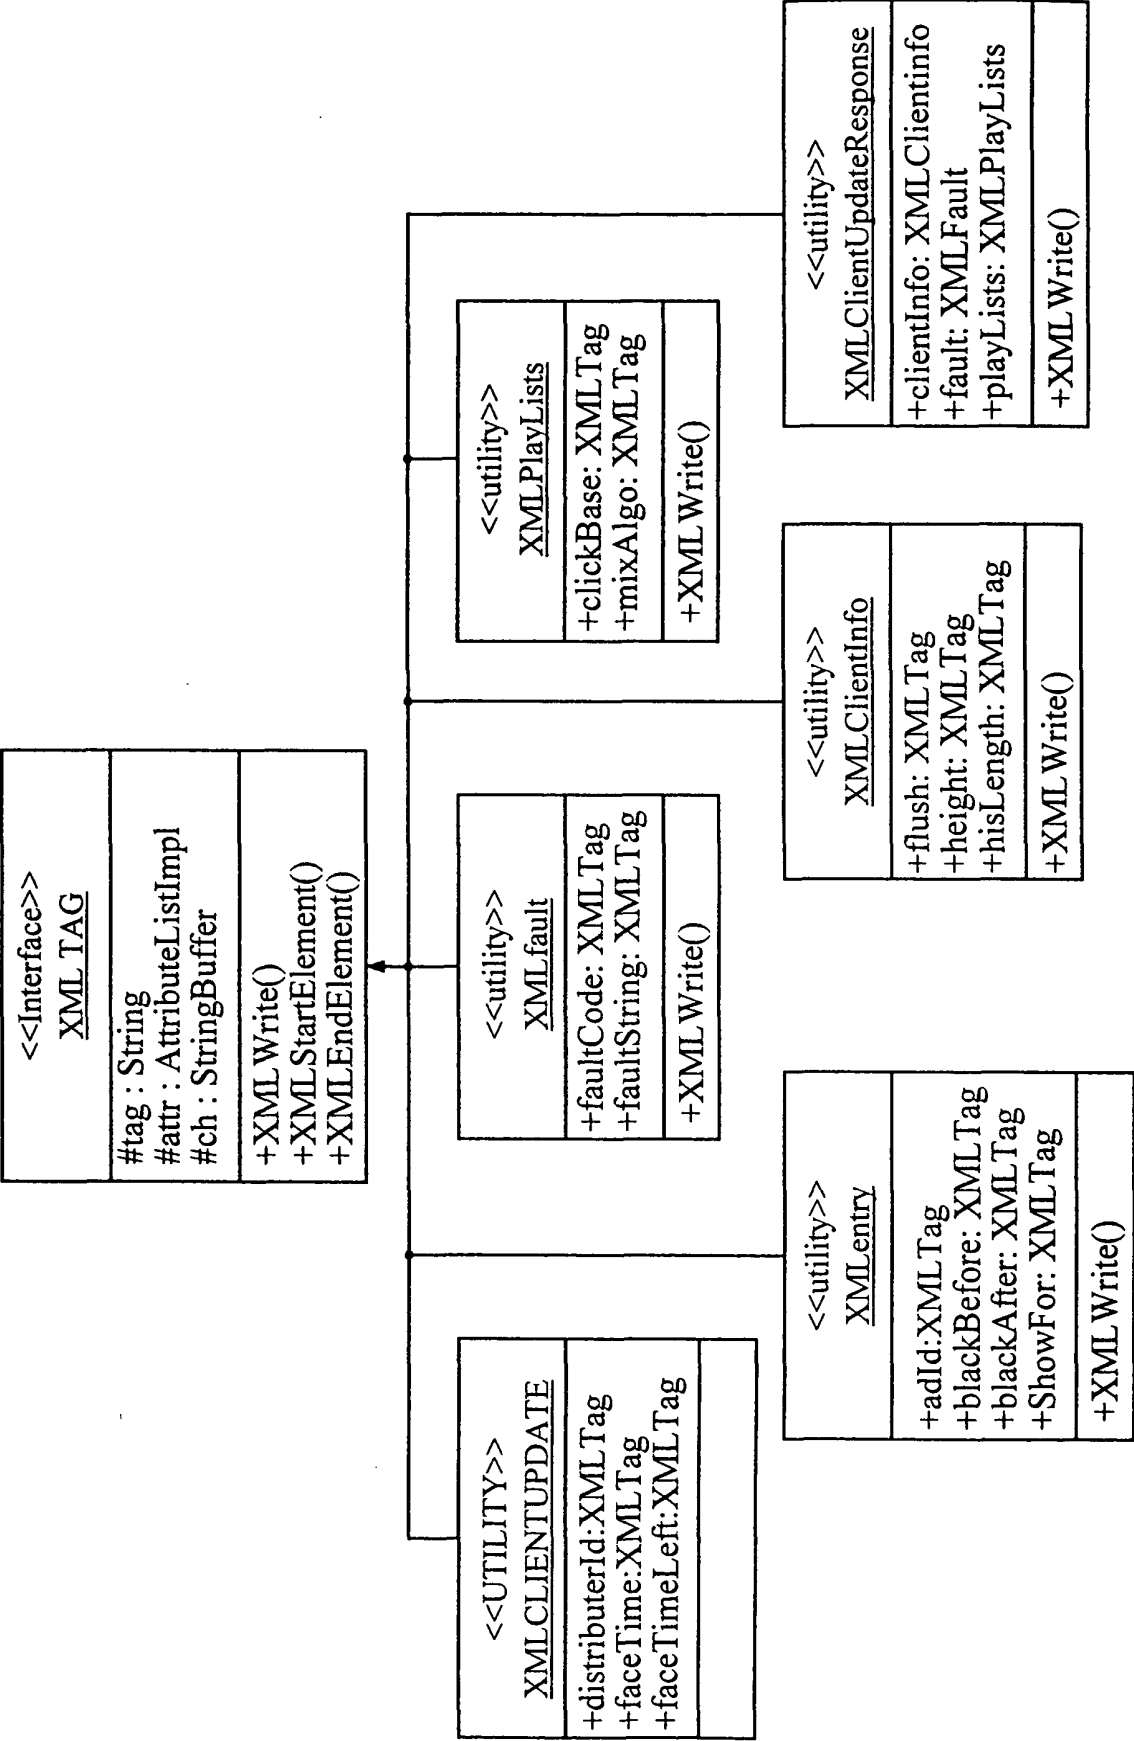 <<Interface>>
XML TAG
#tag : String
#attr : AttributeListImpl
#ch : StringBuffer
+XMLWrite()
+XMLStartElement()
+XMLEndElement()
<<UTILITY>>
XMLCLIENTUPDATE
+distributerId:XMLTag
+faceTime:XMLTag
+faceTimeLeft:XMLTag
<<utility>>
XMLfault
+faultCode: XMLTag
+faultString: XMLTag
+XMLWrite()
<<utility>>
XMLPlayLists
+clickBase: XMLTag
+mixAlgo: XMLTag
+XMLWrite()
<<utility>>
XMLentry
+adId:XMLTag
+blackBefore: XMLTag
+blackAfter: XMLTag
+ShowFor: XMLTag
+XMLWrite()
<<utility>>
XMLClientInfo
+flush: XMLTag
+height: XMLTag
+hisLength: XMLTag
+XMLWrite()
<<utility>>
XMLClientUpdateResponse
+clientInfo: XMLClientinfo
+fault: XMLFault
+playLists: XMLPlayLists
+XMLWrite()